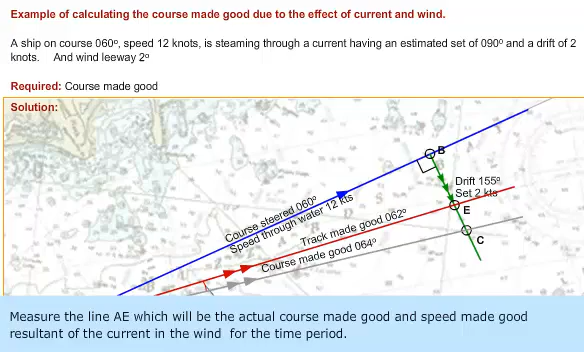 Example of calculating the course made good due to the effect of current and wind.
A ship on course 060º, speed 12 knots, is steaming through a current having an estimated set of 090º and a drift of 2
knots. And wind leeway 2º
Required: Course made good
Solution:
B
Drift 155º
Set 2 kts
E
C
Course steered 060º
Speed through water 12 kts
Track made good 062º
Course made good 064º
Measure the line AE which will be the actual course made good and speed made good
resultant of the current in the wind for the time period.